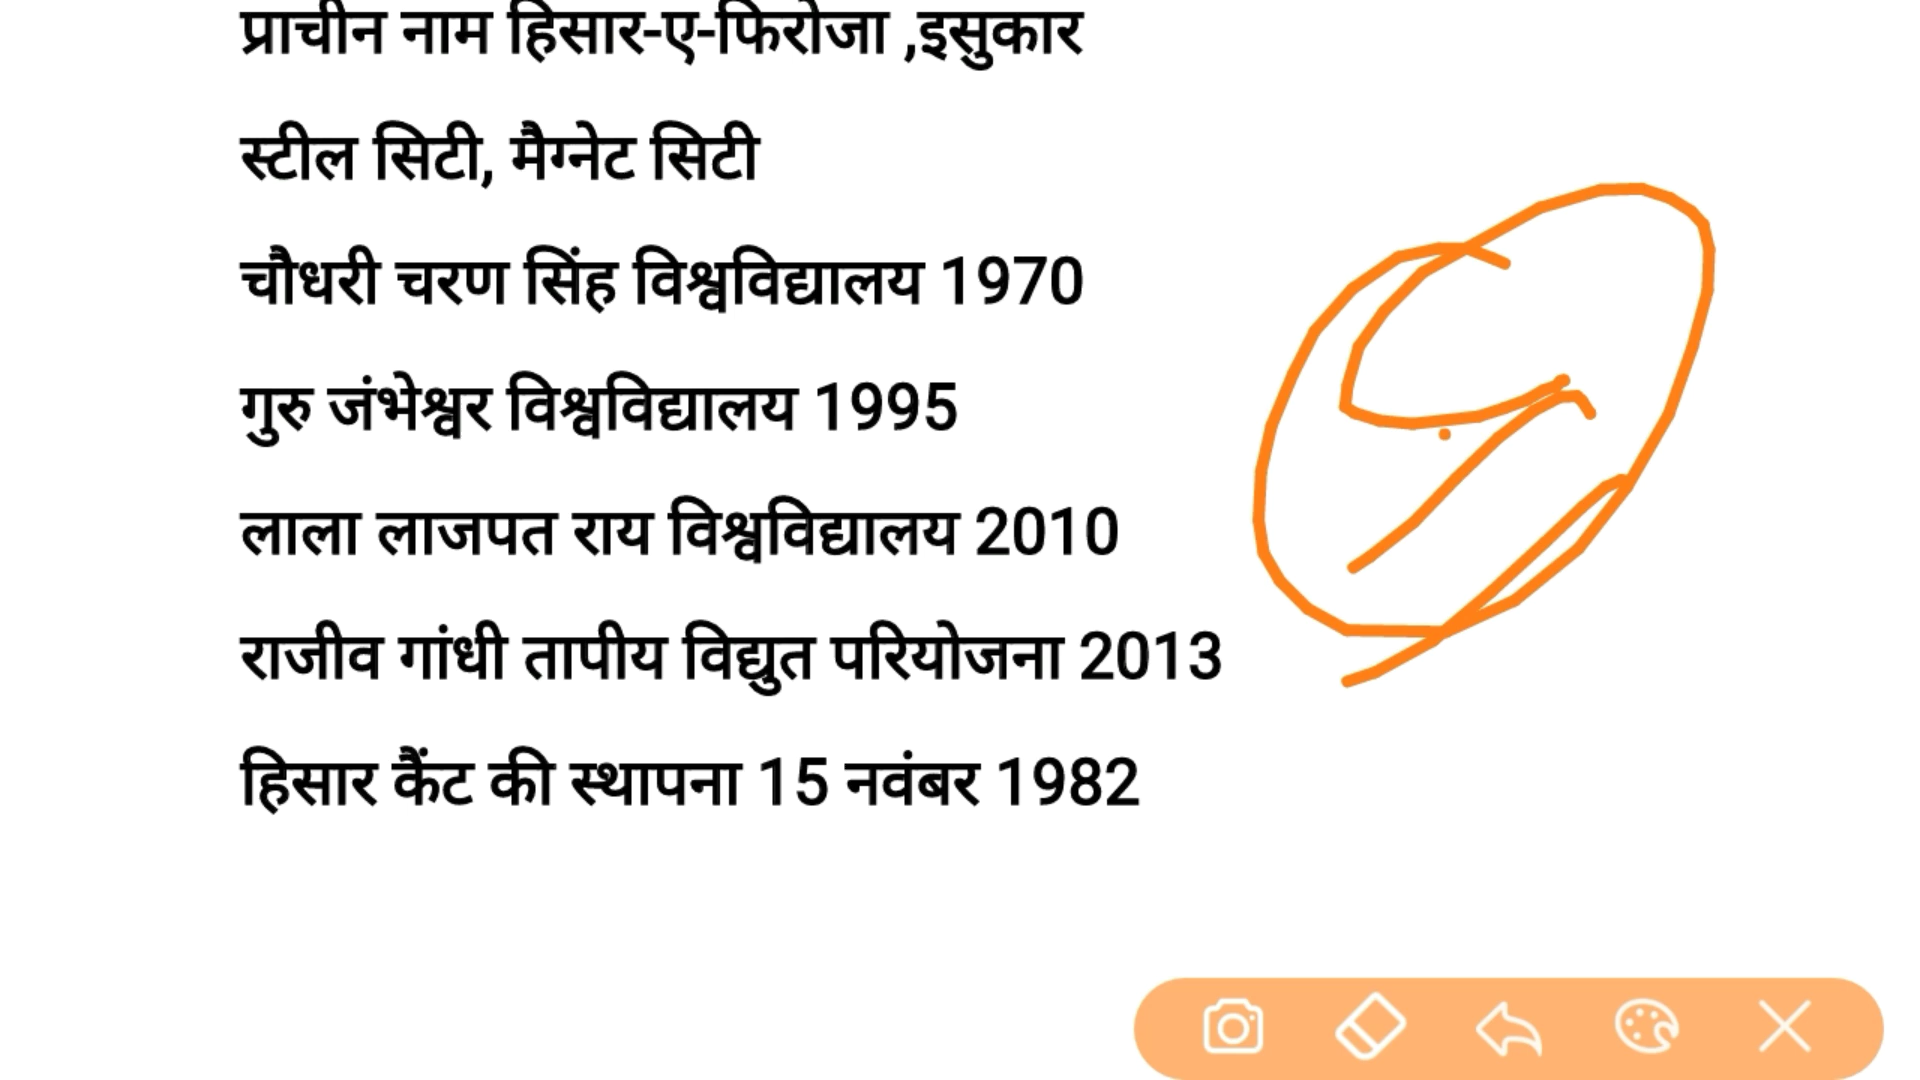 प्राचीन नाम हिसार-ए-फिरोजा ,इसुकार
स्टील सिटी, मैग्नेट सिटी
चौधरी चरण सिंह विश्वविद्यालय 1970
गुरु जंभेश्वर विश्वविद्यालय 1995
लाला लाजपत राय विश्वविद्यालय 2010
राजीव गांधी तापीय विद्युत परियोजना 2013
हिसार कैंट की स्थापना 15 नवंबर 1982